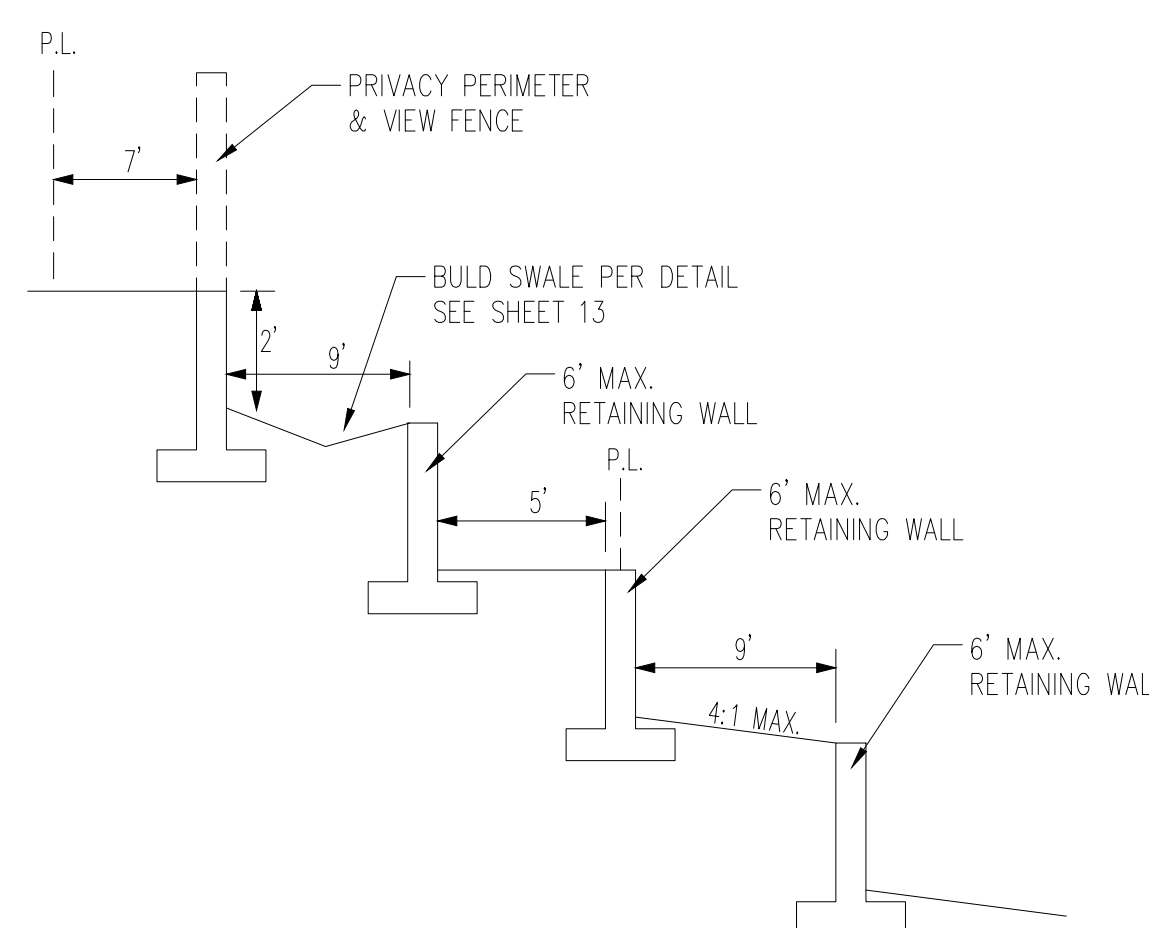 P.L.
PRIVACY PERIMETER
& VIEW FENCE
7'
BULD SWALE PER DETAIL
SEE SHEET 13
2'
9'
6' MAX.
RETAINING WALL
P.L.
5'
6' MAX.
RETAINING WALL
9'
6' MAX.
RETAINING WAL
4:1 MAX.